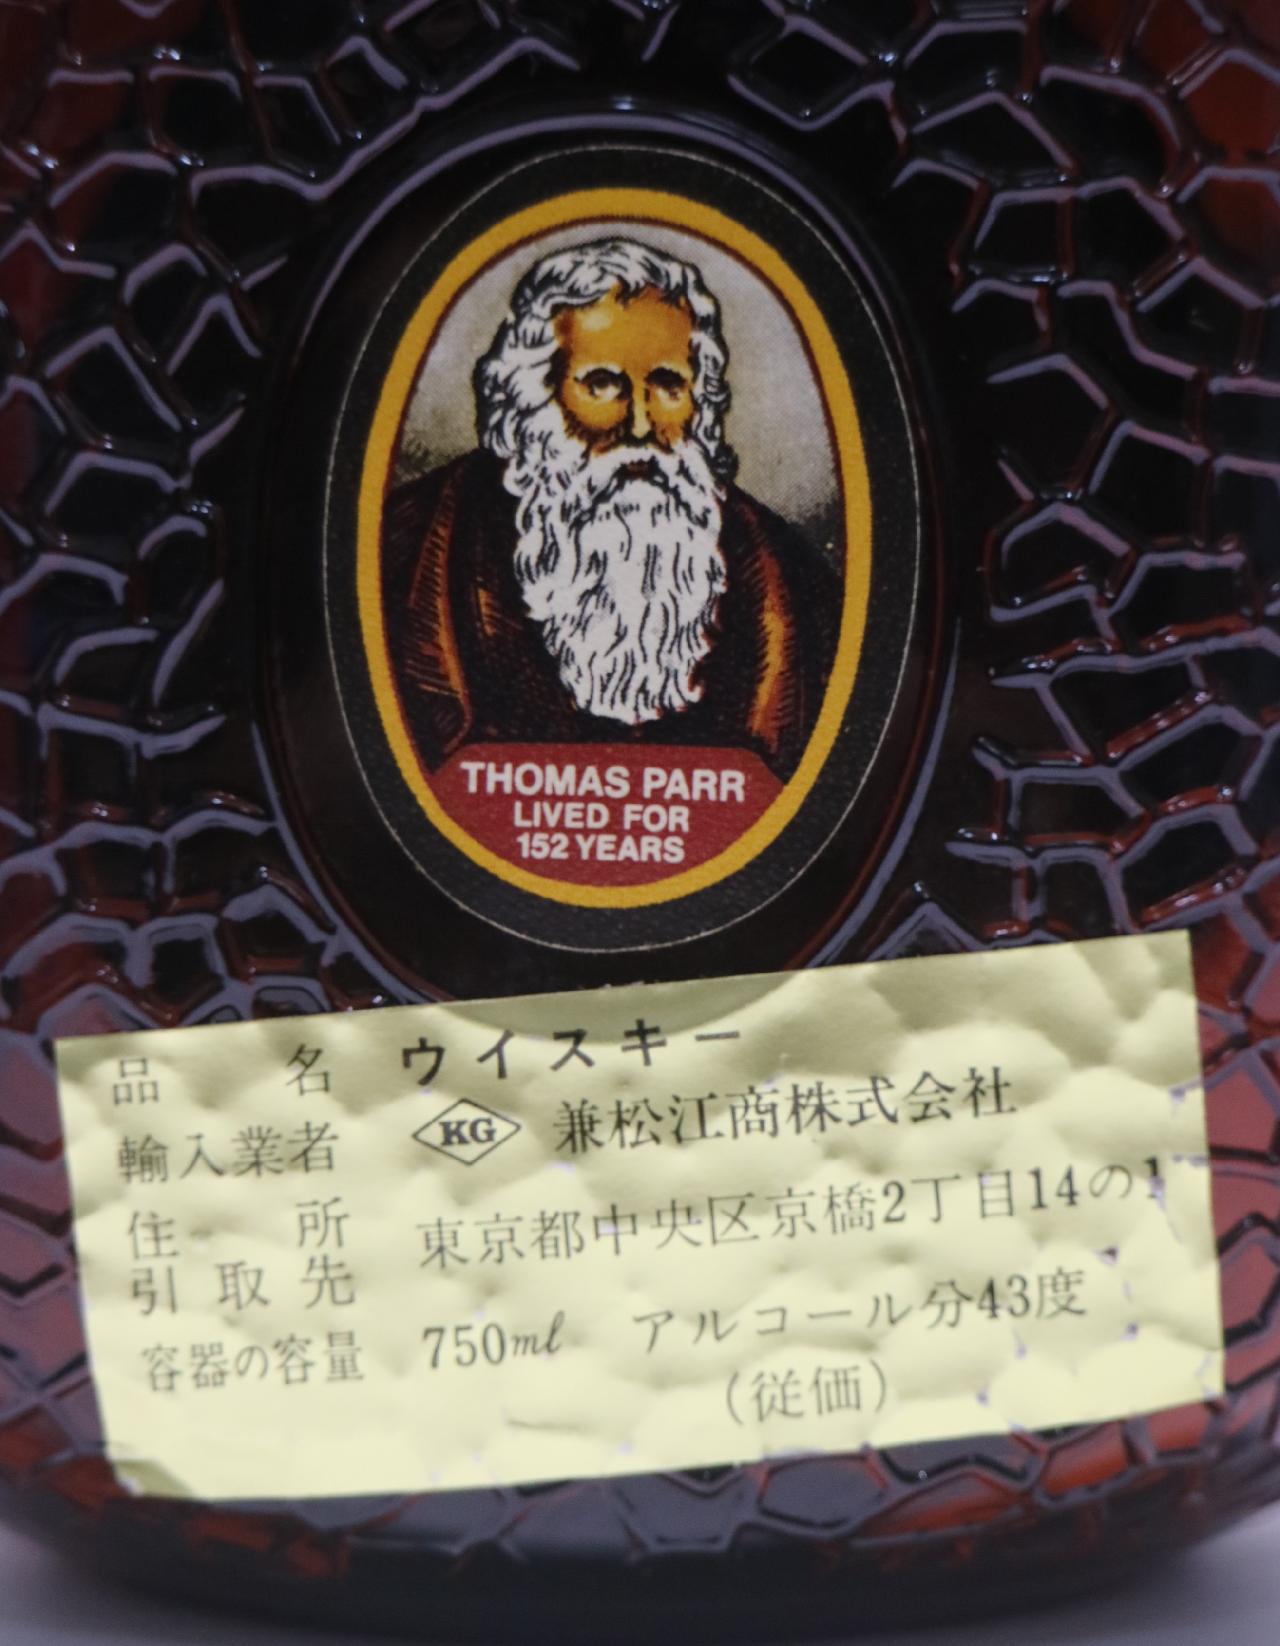 THOMAS PARR
LIVED FOR
152 YEARS
品名 ウイスキー
輸入業者 KG 兼松江商株式会社
住所 東京都中央区京橋2丁目14の1
引取先
容器の容量 750ml アルコール分43度
(従価)